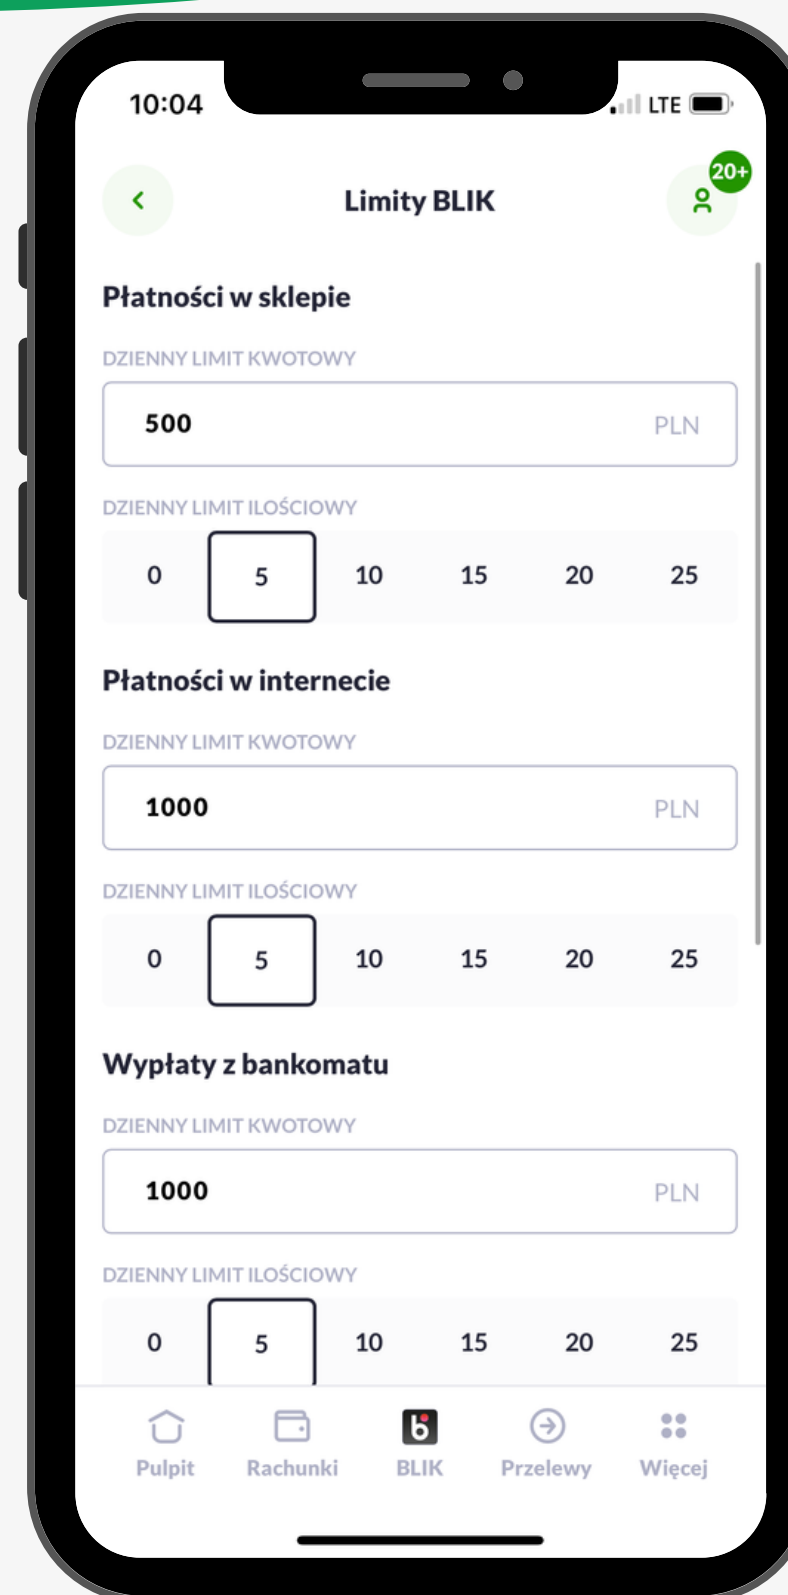 10:04
LTE
20+
Limity BLIK
Płatności w sklepie
DZIENNY LIMIT KWOTOWY
500 PLN
DZIENNY LIMIT ILOŚCIOWY
0 5 10 15 20 25
Płatności w internecie
DZIENNY LIMIT KWOTOWY
1000 PLN
DZIENNY LIMIT ILOŚCIOWY
0 5 10 15 20 25
Wypłaty z bankomatu
DZIENNY LIMIT KWOTOWY
1000 PLN
DZIENNY LIMIT ILOŚCIOWY
0 5 10 15 20 25
Pulpit Rachunki BLIK Przelewy Więcej